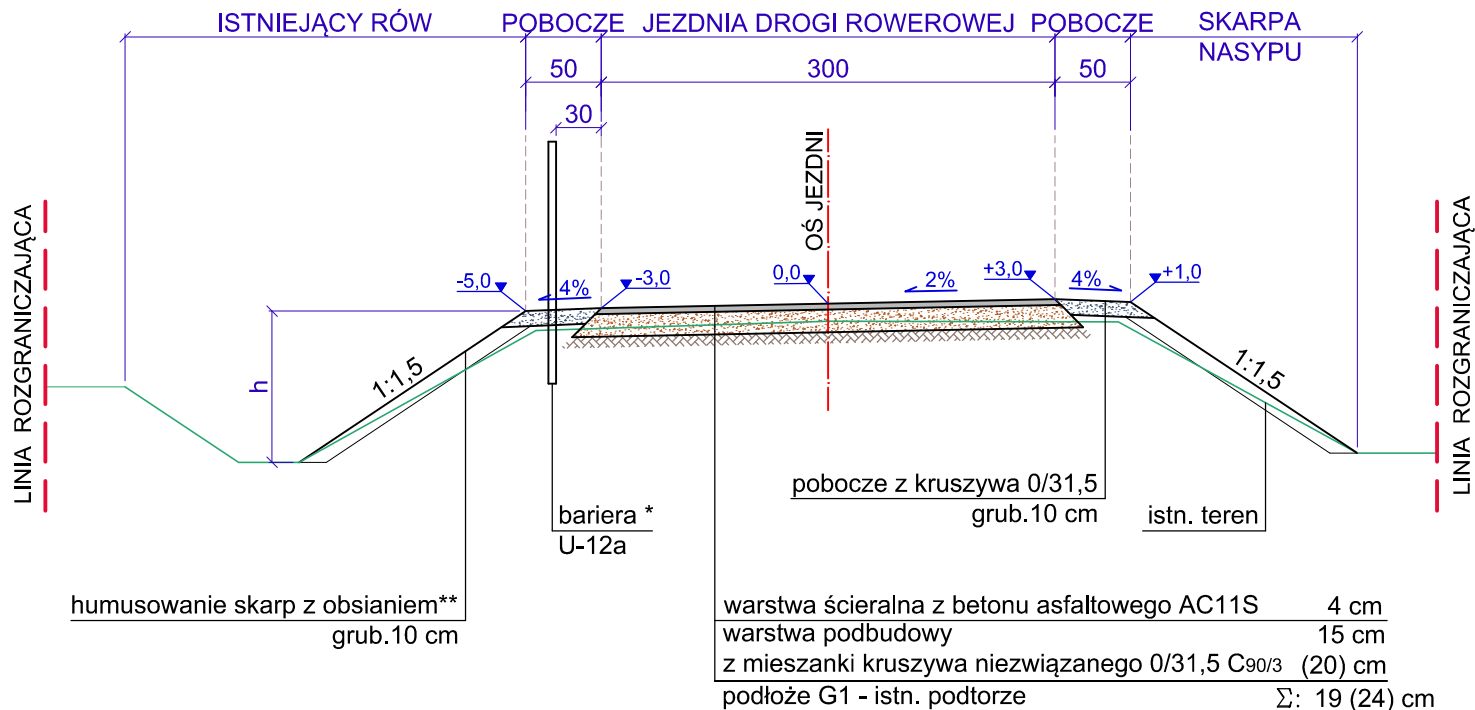 ISTNIEJĄCY RÓW
POBOCZE
JEZDNIA DROGI ROWEROWEJ
POBOCZE
SKARPA
NASYPU
50
300
50
30
OŚ JEZDNI
LINIA ROZGRANICZAJĄCA
LINIA ROZGRANICZAJĄCA
-5,0
4%
-3,0
0,0
2%
+3,0
4%
+1,0
h
1:1,5
1:1,5
pobocze z kruszywa 0/31,5
grub.10 cm
istn. teren
bariera *
U-12a
humusowanie skarp z obsianiem**
grub.10 cm
warstwa ścieralna z betonu asfaltowego AC11S 4 cm
warstwa podbudowy 15 cm
z mieszanki kruszywa niezwiązanego 0/31,5 C90/3 (20) cm
podłoże G1 - istn. podtorze Σ: 19 (24) cm